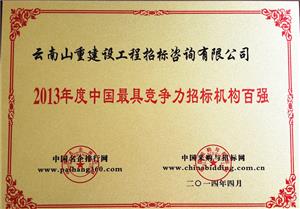 云南山重建设工程招标咨询有限公司
2013年度中国最具竞争力招标机构百强
中国名企排行网 中国采购与招标网
www.paihang360.com www.chinabidding.com.cn
二〇一四年四月